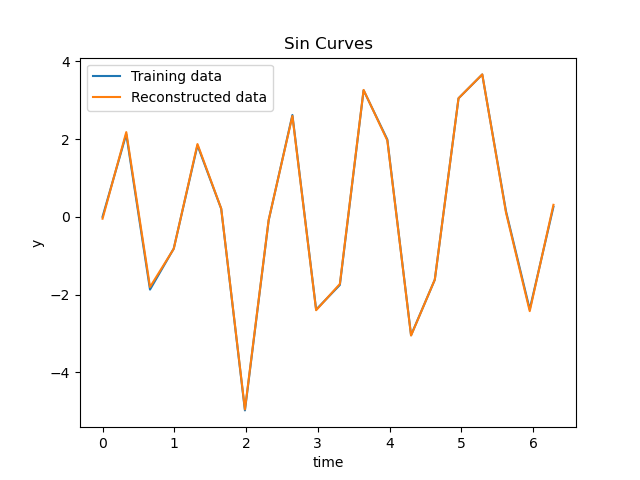 Sin Curves
Training data
Reconstructed data
4
2
0
−2
−4
y
0 1 2 3 4 5 6
time